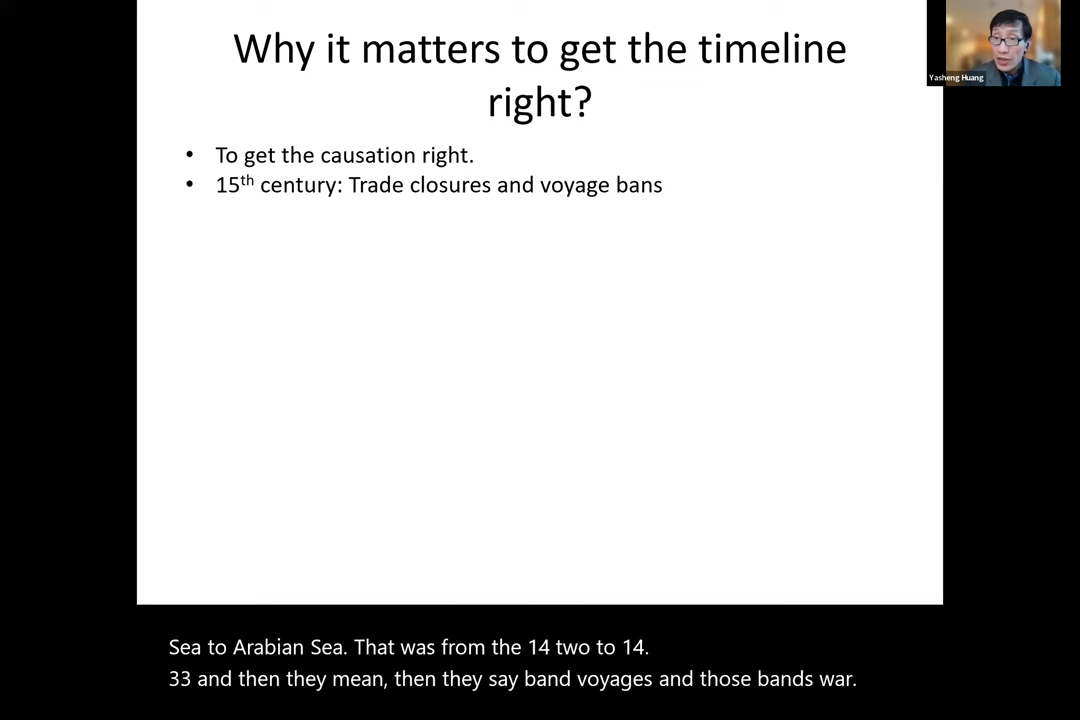 Why it matters to get the timeline
right?
• To get the causation right.
• 15th century: Trade closures and voyage bans
Yasheng Huang
Sea to Arabian Sea. That was from the 14 two to 14.
33 and then they mean, then they say band voyages and those bands war.